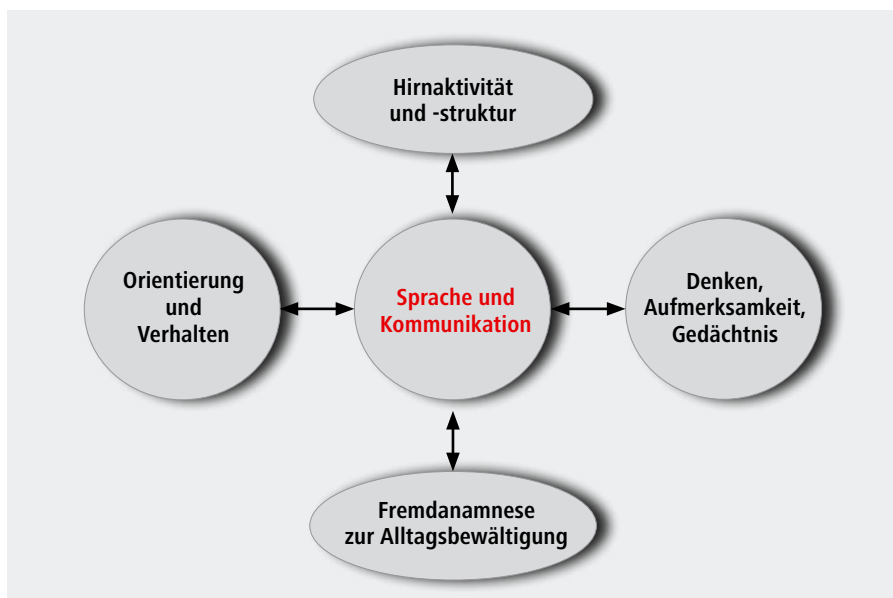 Hirnaktivität
und -struktur
Orientierung
und
Verhalten
Sprache und
Kommunikation
Denken,
Aufmerksamkeit,
Gedächtnis
Fremdanamnese
zur Alltagsbewältigung